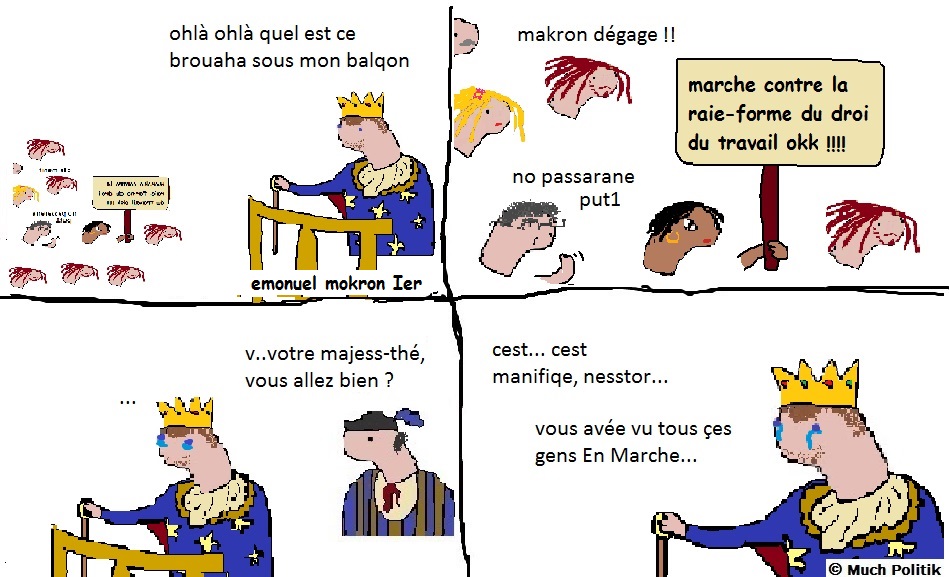 ohlà ohlà quel est ce
brouaha sous mon balqon
emonuel mokron Ier
makron dégage !!
marche contre la
raie-forme du droi
du travail okk !!!!
no passarane
put1
...
v..votre majess-thé,
vous allez bien ?
cest... cest
manifiqe, nesstor...
vous avée vu tous çes
gens En Marche...
© Much Politik